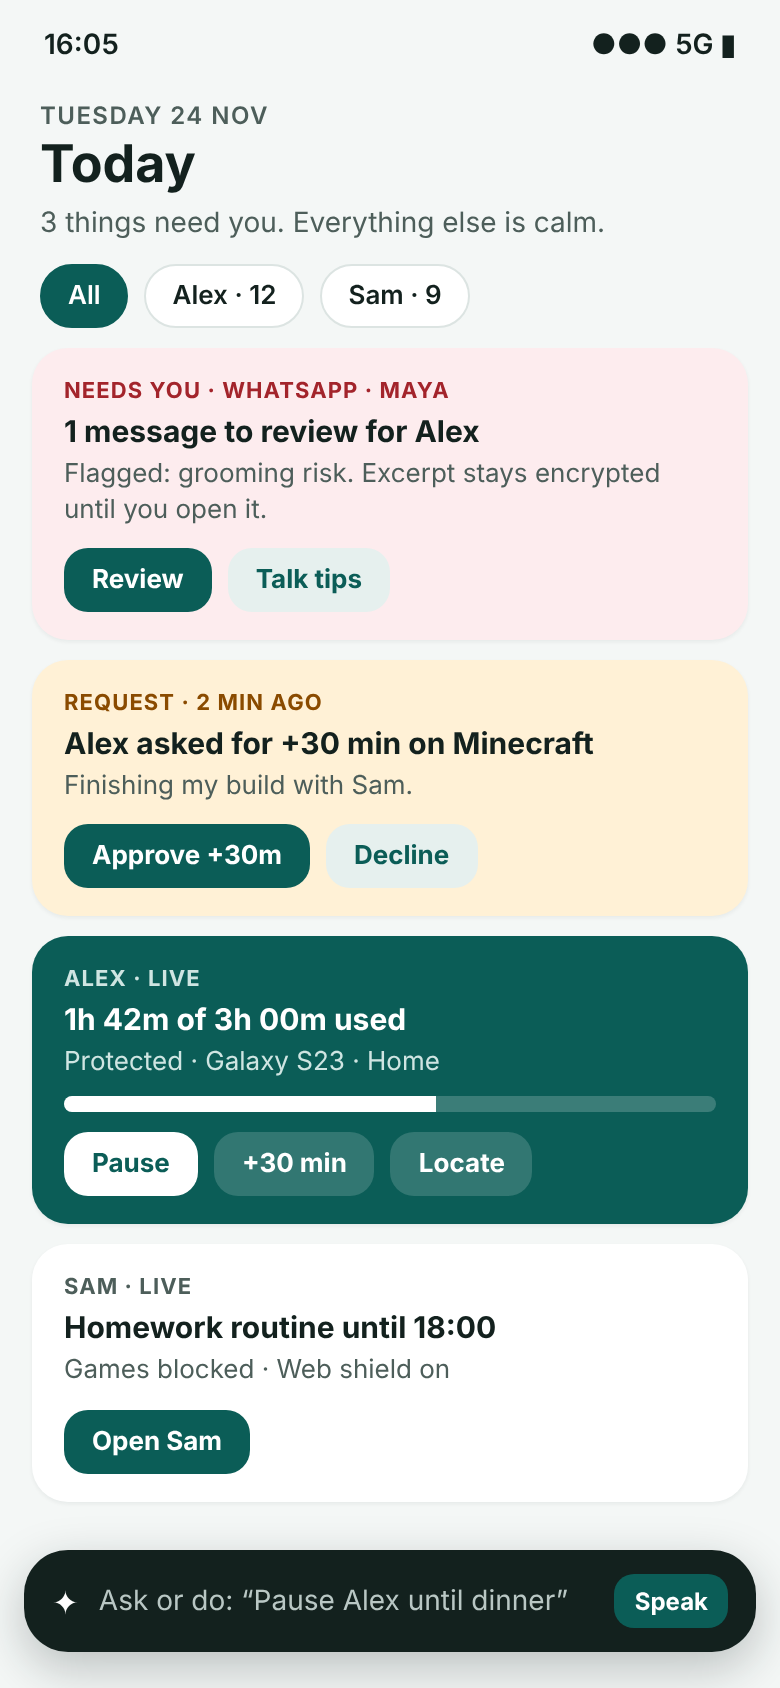 16:05
5G
TUESDAY 24 NOV
Today
3 things need you. Everything else is calm.
All
Alex · 12
Sam · 9
NEEDS YOU · WHATSAPP · MAYA
1 message to review for Alex
Flagged: grooming risk. Excerpt stays encrypted
until you open it.
Review
Talk tips
REQUEST · 2 MIN AGO
Alex asked for +30 min on Minecraft
Finishing my build with Sam.
Approve +30m
Decline
ALEX · LIVE
1h 42m of 3h 00m used
Protected · Galaxy S23 · Home
Pause
+30 min
Locate
SAM · LIVE
Homework routine until 18:00
Games blocked · Web shield on
Open Sam
Ask or do: “Pause Alex until dinner”
Speak